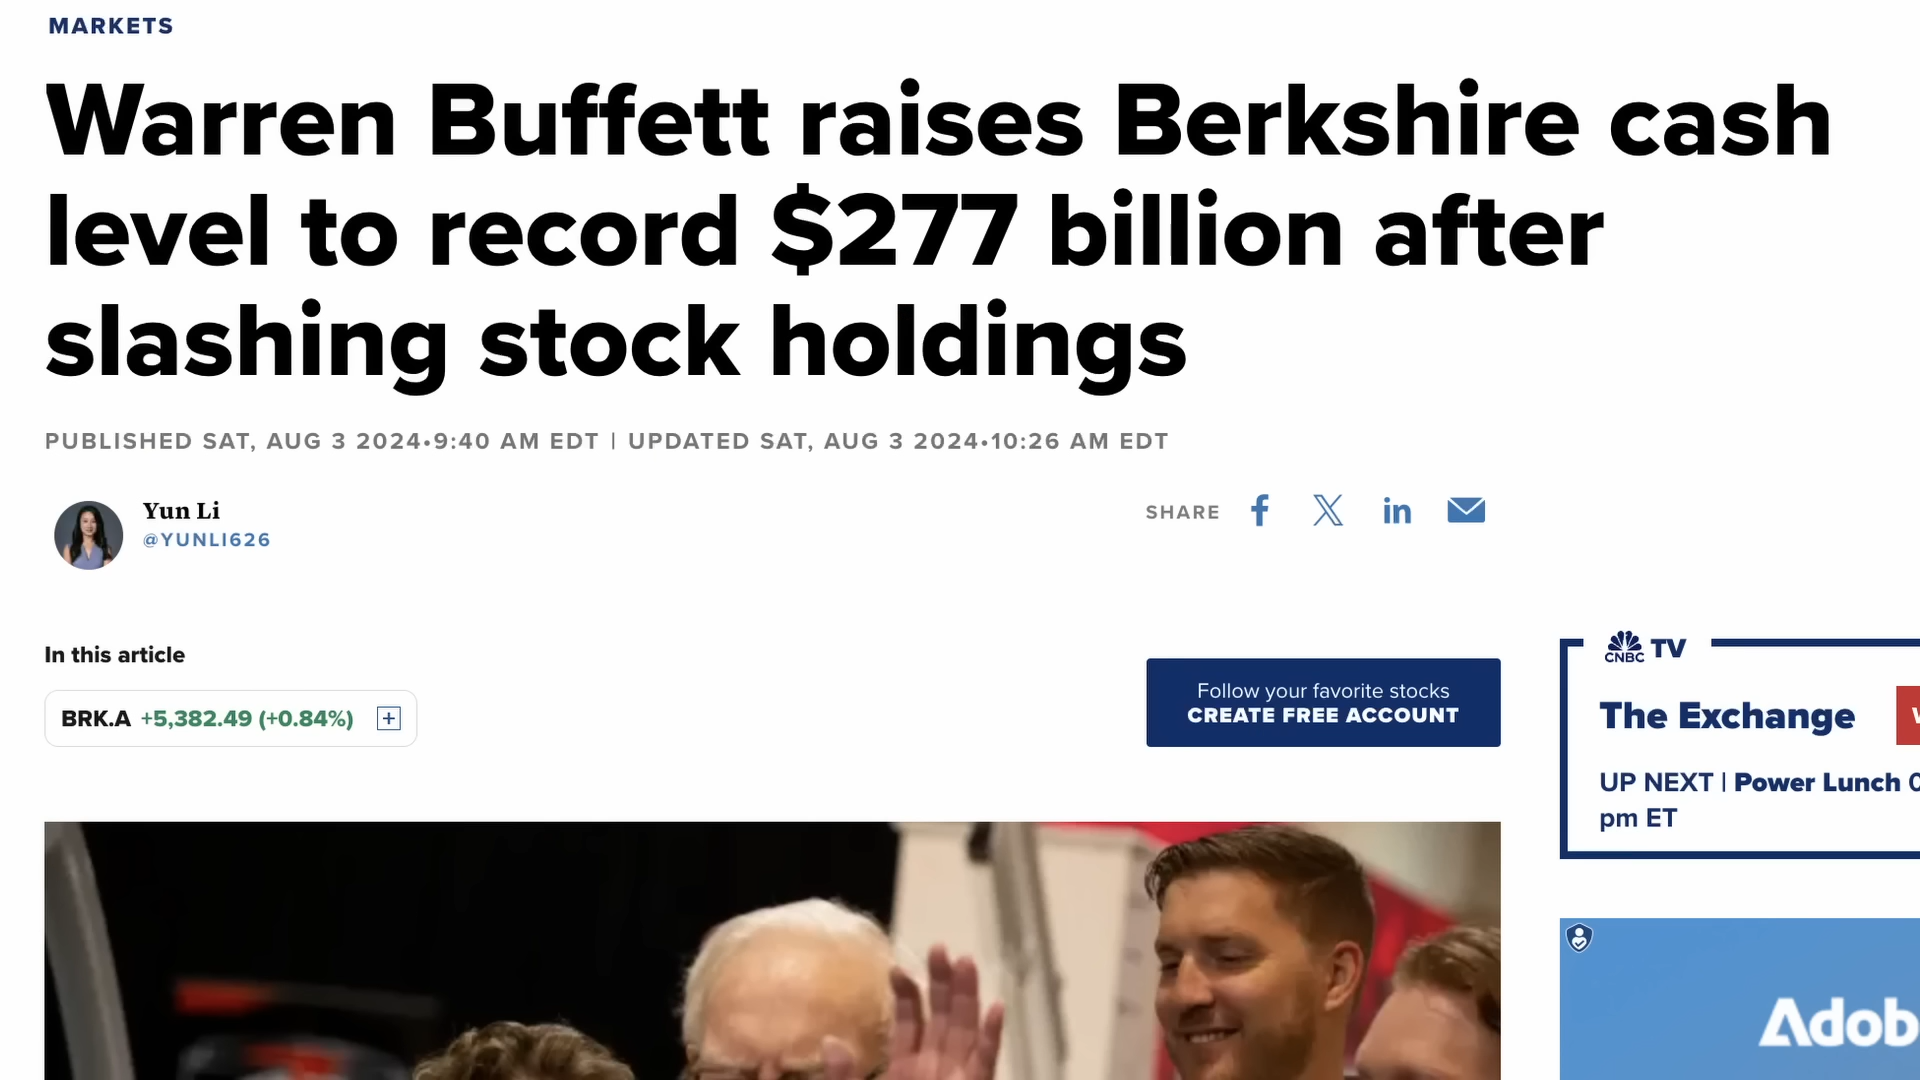 MARKETS
Warren Buffett raises Berkshire cash
level to record $277 billion after
slashing stock holdings
PUBLISHED SAT, AUG 3 2024•9:40 AM EDT | UPDATED SAT, AUG 3 2024•10:26 AM EDT
Yun Li
@YUNLI626
SHARE
In this article
BRK.A +5,382.49 (+0.84%)
Follow your favorite stocks
CREATE FREE ACCOUNT
CNBC TV
The Exchange
UP NEXT | Power Lunch
pm ET
Adob